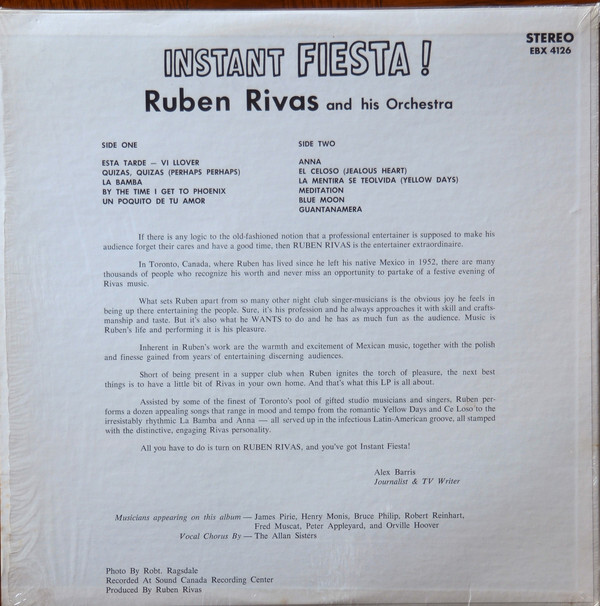 INSTANT FIESTA!
STEREO
EBX 4126
Ruben Rivas and his Orchestra
SIDE ONE
ESTA TARDE — VI LLOVER
QUIZAS, QUIZAS (PERHAPS PERHAPS)
LA BAMBA
BY THE TIME I GET TO PHOENIX
UN POQUITO DE TU AMOR
SIDE TWO
ANNA
EL CELOSO (JEALOUS HEART)
LA MENTIRA SE TEOLVIDA (YELLOW DAYS)
MEDITATION
BLUE MOON
GUANTANAMERA
If there is any logic to the old-fashioned notion that a professional entertainer is supposed to make his
audience forget their cares and have a good time, then RUBEN RIVAS is the entertainer extraordinaire.
In Toronto, Canada, where Ruben has lived since he left his native Mexico in 1952, there are many
thousands of people who recognize his worth and never miss an opportunity to partake of a festive evening of
Rivas music.
What sets Ruben apart from so many other night club singer-musicians is the obvious joy he feels in
being up there entertaining the people. Sure, it's his profession and he always approaches it with skill and crafts-
manship and taste. But it's also what he WANTS to do and he has as much fun as the audience. Music is
Ruben's life and performing it is his pleasure.
Inherent in Ruben's work are the warmth and excitement of Mexican music, together with the polish
and finesse gained from years of entertaining discerning audiences.
Short of being present in a supper club when Ruben ignites the torch of pleasure, the next best
things is to have a little bit of Rivas in your own home. And that's what this LP is all about.
Assisted by some of the finest of Toronto's pool of gifted studio musicians and singers, Ruben per-
forms a dozen appealing songs that range in mood and tempo from the romantic Yellow Days and Ce Loso to the
irresistably rhythmic La Bamba and Anna — all served up in the infectious Latin-American groove, all stamped
with the distinctive, engaging Rivas personality.
All you have to do is turn on RUBEN RIVAS, and you've got Instant Fiesta!
Alex Barris
Journalist & TV Writer
Musicians appearing on this album — James Pirie, Henry Monis, Bruce Philip, Robert Reinhart,
Fred Muscat, Peter Appleyard, and Orville Hoover
Vocal Chorus By — The Allan Sisters
Photo By Robt. Ragsdale
Recorded At Sound Canada Recording Center
Produced By Ruben Rivas